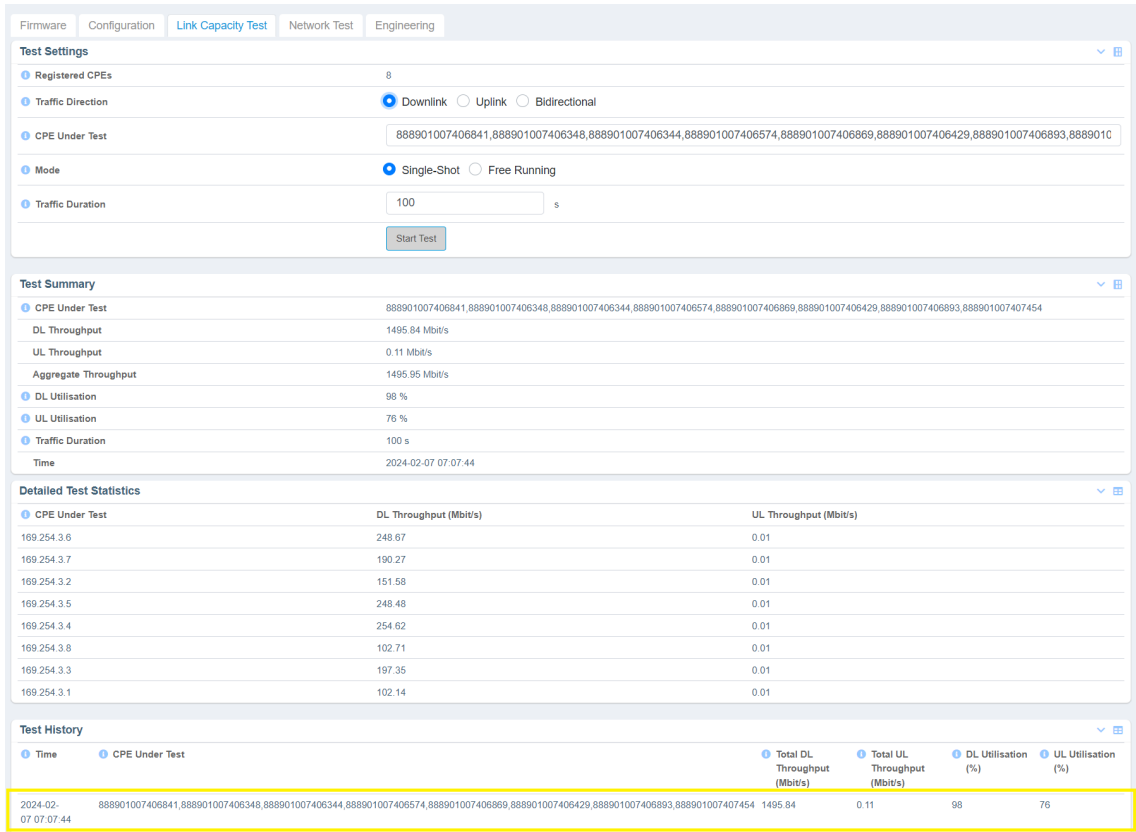 Firmware Configuration Link Capacity Test Network Test Engineering
Test Settings
Registered CPEs 8
Traffic Direction Downlink Uplink Bidirectional
CPE Under Test 888901007406841,888901007406348,888901007406344,888901007406574,888901007406869,888901007406429,888901007406893,8889010
Mode Single-Shot Free Running
Traffic Duration 100 s
Start Test
Test Summary
CPE Under Test 888901007406841,888901007406348,888901007406344,888901007406574,888901007406869,888901007406429,888901007406893,888901007407454
DL Throughput 1495.84 Mbit/s
UL Throughput 0.11 Mbit/s
Aggregate Throughput 1495.95 Mbit/s
DL Utilisation 98 %
UL Utilisation 76 %
Traffic Duration 100 s
Time 2024-02-07 07:07:44
Detailed Test Statistics
CPE Under Test DL Throughput (Mbit/s) UL Throughput (Mbit/s)
169.254.3.6 248.67 0.01
169.254.3.7 190.27 0.01
169.254.3.2 151.58 0.01
169.254.3.5 248.48 0.01
169.254.3.4 254.62 0.01
169.254.3.8 102.71 0.01
169.254.3.3 197.35 0.01
169.254.3.1 102.14 0.01
Test History
Time CPE Under Test Total DL Total UL DL Utilisation UL Utilisation
Throughput Throughput (%) (%)
(Mbit/s) (Mbit/s)
2024-02- 888901007406841,888901007406348,888901007406344,888901007406574,888901007406869,888901007406429,888901007406893,888901007407454 1495.84 0.11 98 76
07 07:07:44